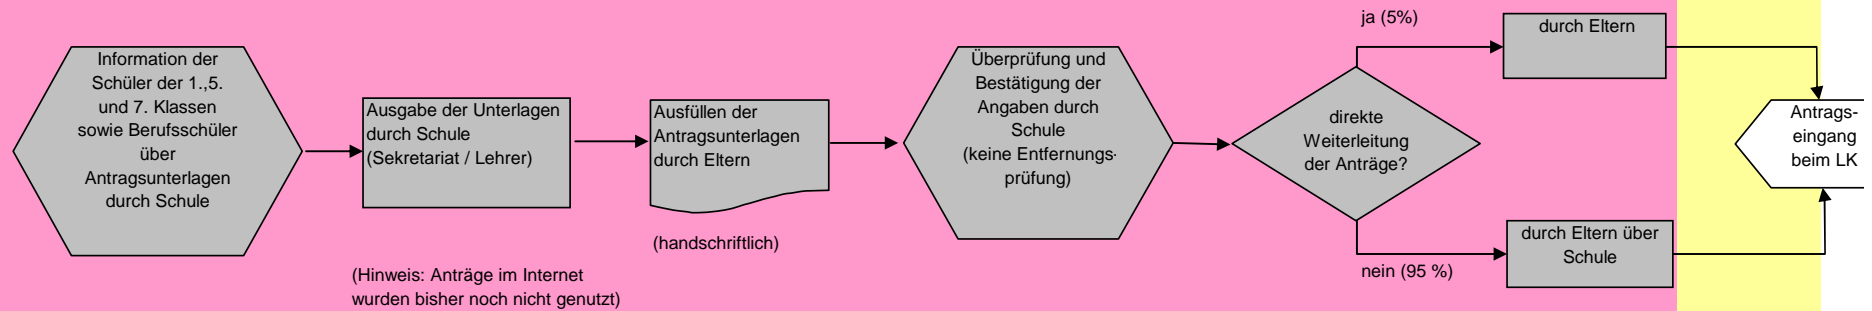 Information der
Schüler der 1.,5.
und 7. Klassen
sowie Berufsschüler
über
Antragsunterlagen
durch Schule
Ausgabe der Unterlagen
durch Schule
(Sekretariat / Lehrer)
(Hinweis: Anträge im Internet
wurden bisher noch nicht genutzt)
Ausfüllen der
Antragsunterlagen
durch Eltern
(handschriftlich)
Überprüfung und
Bestätigung der
Angaben durch
Schule
(keine Entfernungs-
prüfung)
direkte
Weiterleitung
der Anträge?
ja (5%)
durch Eltern
nein (95 %)
durch Eltern über
Schule
Antrags-
eingang
beim LK